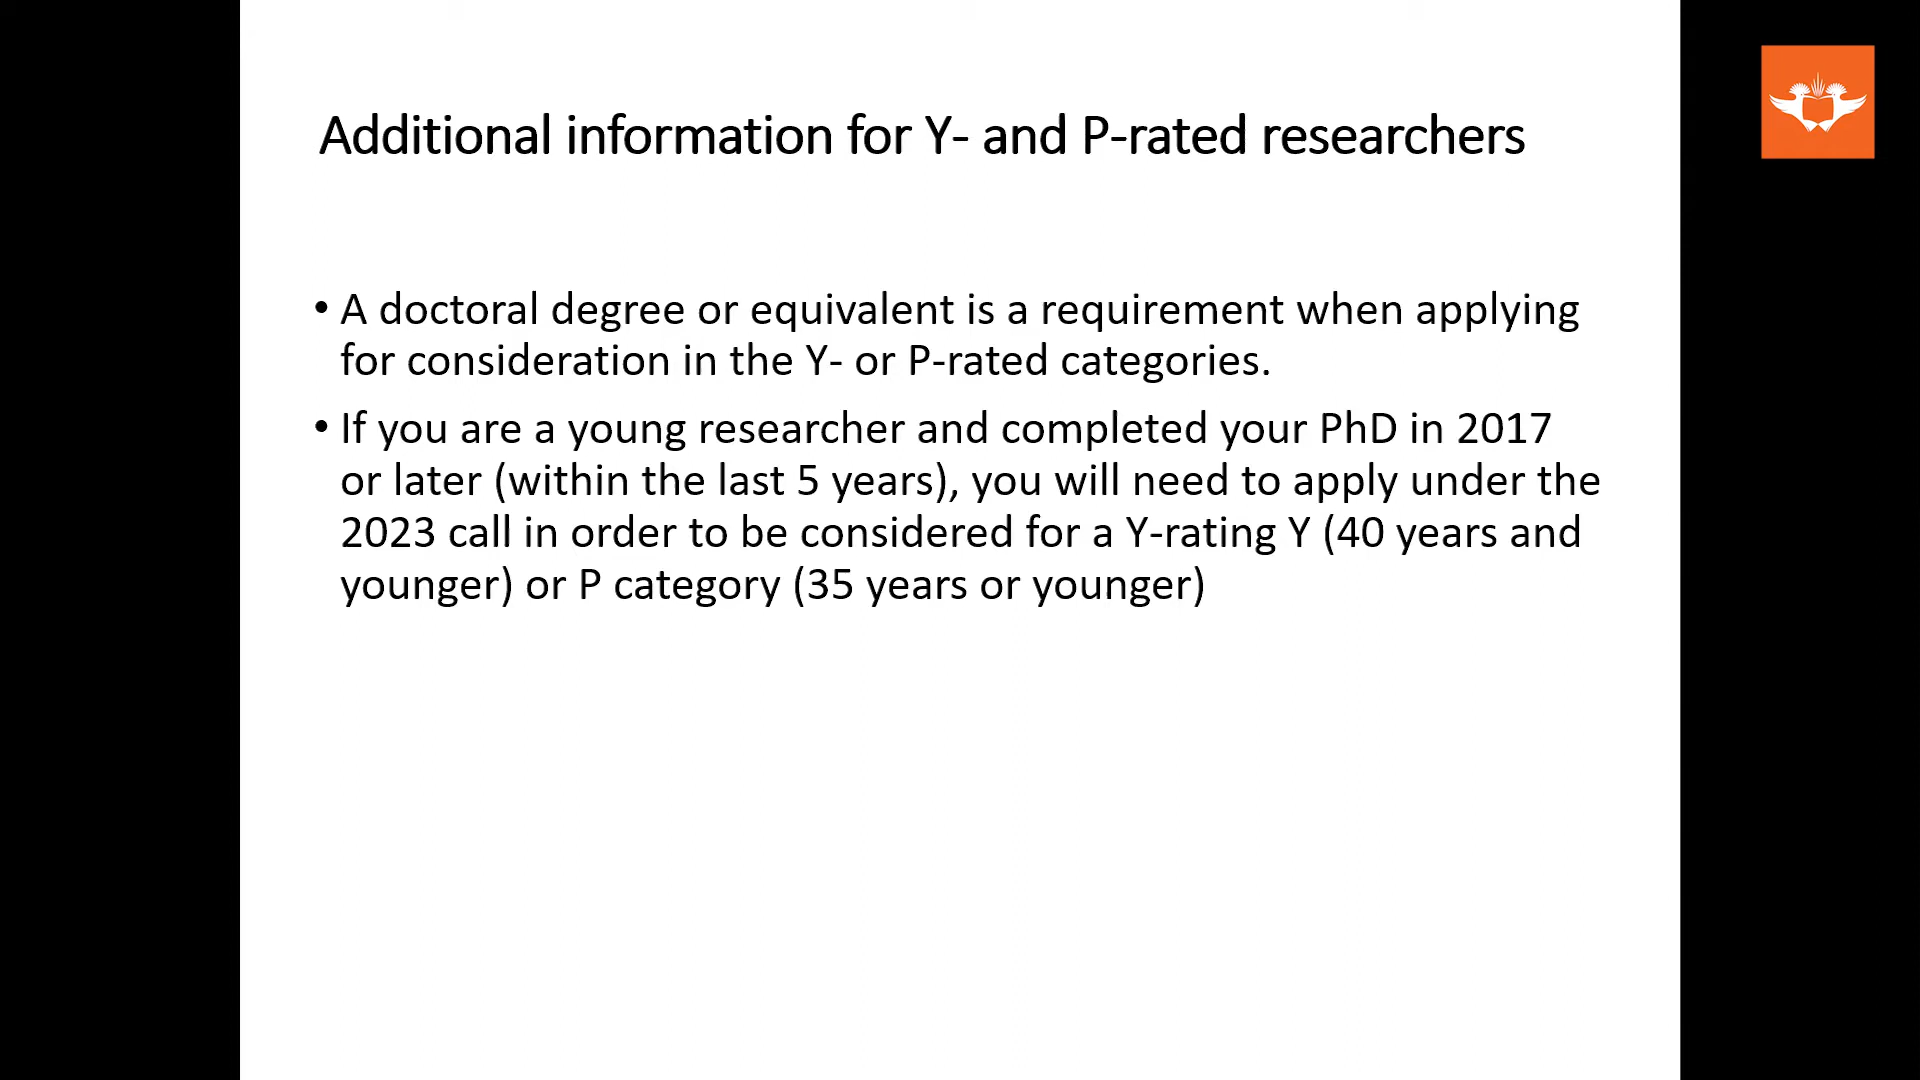 Additional information for Y- and P-rated researchers
• A doctoral degree or equivalent is a requirement when applying
for consideration in the Y- or P-rated categories.
• If you are a young researcher and completed your PhD in 2017
or later (within the last 5 years), you will need to apply under the
2023 call in order to be considered for a Y-rating Y (40 years and
younger) or P category (35 years or younger)